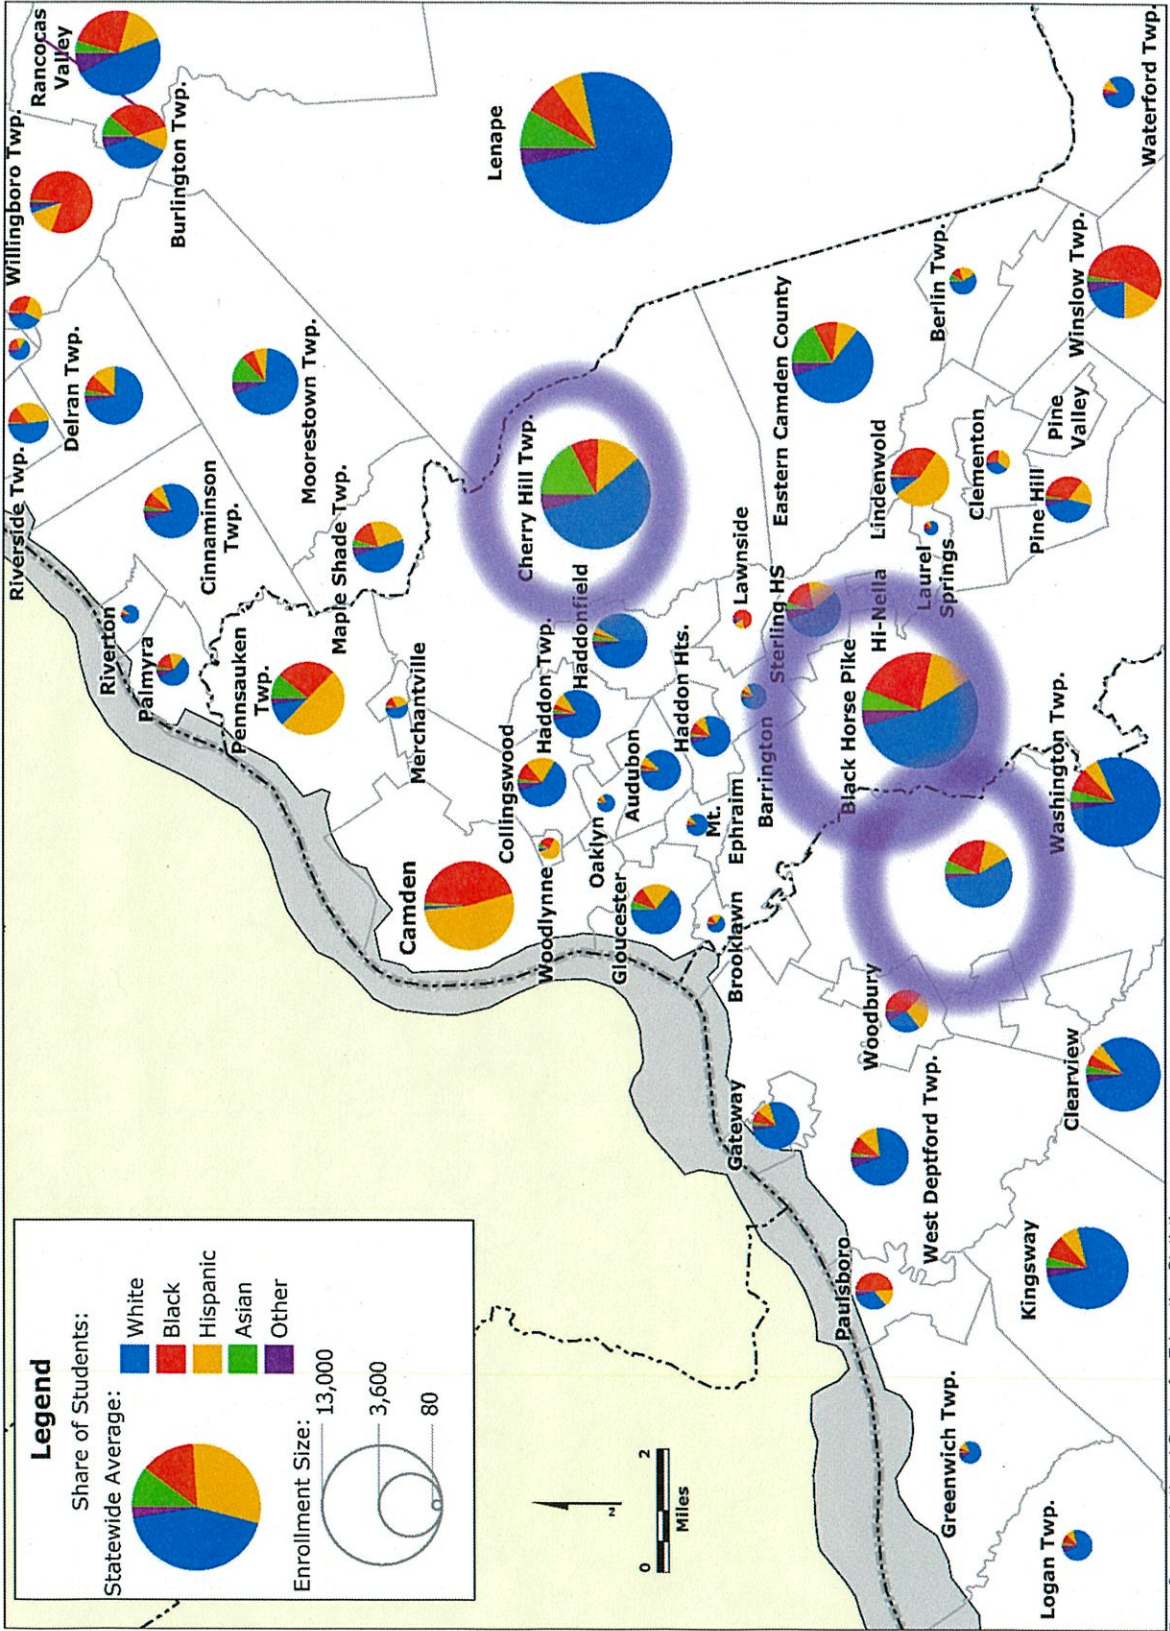 Legend
Share of Students:
Statewide Average:
White
Black
Hispanic
Asian
Other
Enrollment Size:
13,000
3,600
80
N
0
2
Miles
Riverside Twp.
Willingboro Twp.
Rancocas
Valley
Delran Twp.
Riverton
Palmyra
Cinnaminson
Twp.
Burlington Twp.
Pennsauken
Twp.
Moorestown Twp.
Maple Shade Twp.
Merchantville
Camden
Collingswood
Lenape
Cherry Hill Twp.
Haddon Twp.
Woodlynne
Haddonfield
Oaklyn
Gloucester
Audubon
Haddon Hts.
Mt.
Ephraim
Lawnside
Brooklawn
Gateway
Barrington
Sterling HS
Eastern Camden County
Black Horse Pike
Paulsboro
Hi-Nella
Lindenwold
Woodbury
Laurel
Springs
Berlin Twp.
West Deptford Twp.
Greenwich Twp.
Clementon
Pine Hill
Pine
Valley
Kingsway
Washington Twp.
Logan Twp.
Clearview
Winslow Twp.
Waterford Twp.